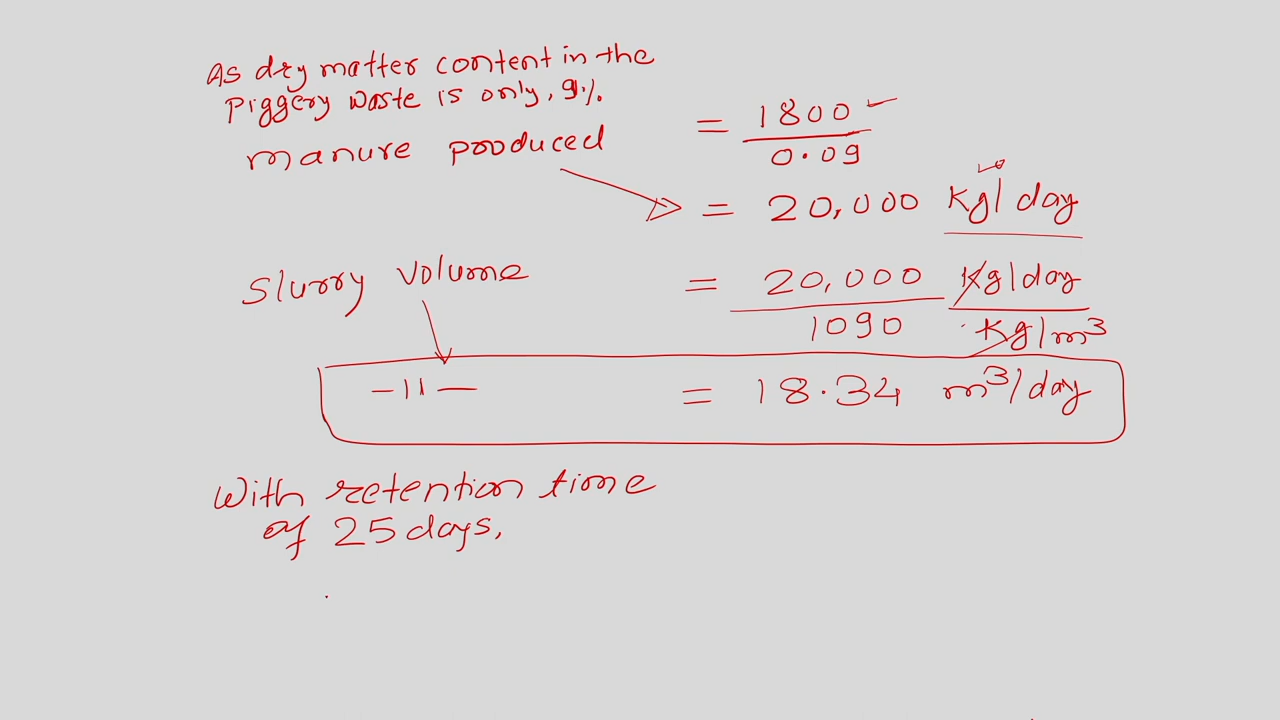 As dry matter content in the
Piggery waste is only, 9%.
manure produced = 1800 / 0.09
= 20,000 Kg/day
Slurry volume = 20,000 Kg/day / 1090 Kg/m³
-11- = 18.34 m³/day
With retention time
of 25 days,